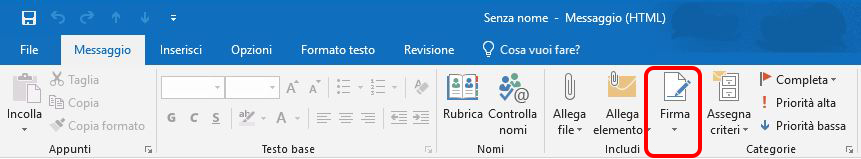 Senza nome - Messaggio (HTML)
File Messaggio Inserisci Opzioni Formato testo Revisione Cosa vuoi fare?
Incolla
Taglia
Copia
Copia formato
Appunti
A A
G C S ab A
Testo base
Rubrica
Controlla
nomi
Nomi
Allega
file
Allega
elemento
Firma
Includi
Assegna
criteri
Completa
Priorità alta
Priorità bassa
Categorie